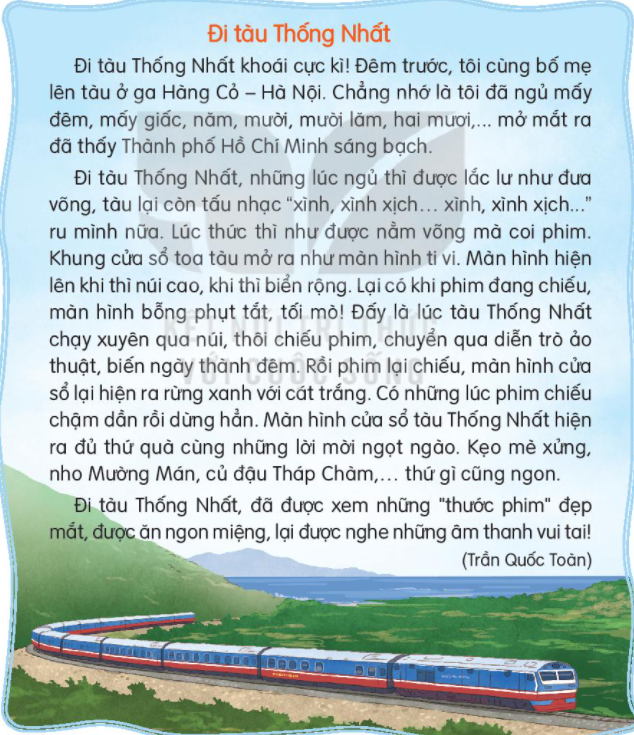 Đi tàu Thống Nhất
Đi tàu Thống Nhất khoái cực kì! Đêm trước, tôi cùng bố mẹ
lên tàu ở ga Hàng Cỏ – Hà Nội. Chẳng nhớ là tôi đã ngủ mấy
đêm, mấy giấc, năm, mười, mười lăm, hai mươi,... mở mắt ra
đã thấy Thành phố Hồ Chí Minh sáng bạch.
Đi tàu Thống Nhất, những lúc ngủ thì được lắc lư như đưa
võng, tàu lại còn tấu nhạc “xình, xình xịch... xình, xình xịch...”
ru mình nữa. Lúc thức thì như được nằm võng mà coi phim.
Khung cửa sổ toa tàu mở ra như màn hình ti vi. Màn hình hiện
lên khi thì núi cao, khi thì biển rộng. Lại có khi phim đang chiếu,
màn hình bỗng phụt tắt, tối mò! Đấy là lúc tàu Thống Nhất
chạy xuyên qua núi, thôi chiếu phim, chuyển qua diễn trò ảo
thuật, biến ngày thành đêm. Rồi phim lại chiếu, màn hình cửa
sổ lại hiện ra rừng xanh với cát trắng. Có những lúc phim chiếu
chậm dần rồi dừng hẳn. Màn hình cửa sổ tàu Thống Nhất hiện
ra đủ thứ quà cùng những lời mời ngọt ngào. Kẹo mè xửng,
nho Mường Mán, củ đậu Tháp Chàm,... thứ gì cũng ngon.
Đi tàu Thống Nhất, đã được xem những "thước phim" đẹp
mắt, được ăn ngon miệng, lại được nghe những âm thanh vui tai!
(Trần Quốc Toàn)
KẾT NỐI TRI THỨC
VỚI CUỘC SỐNG